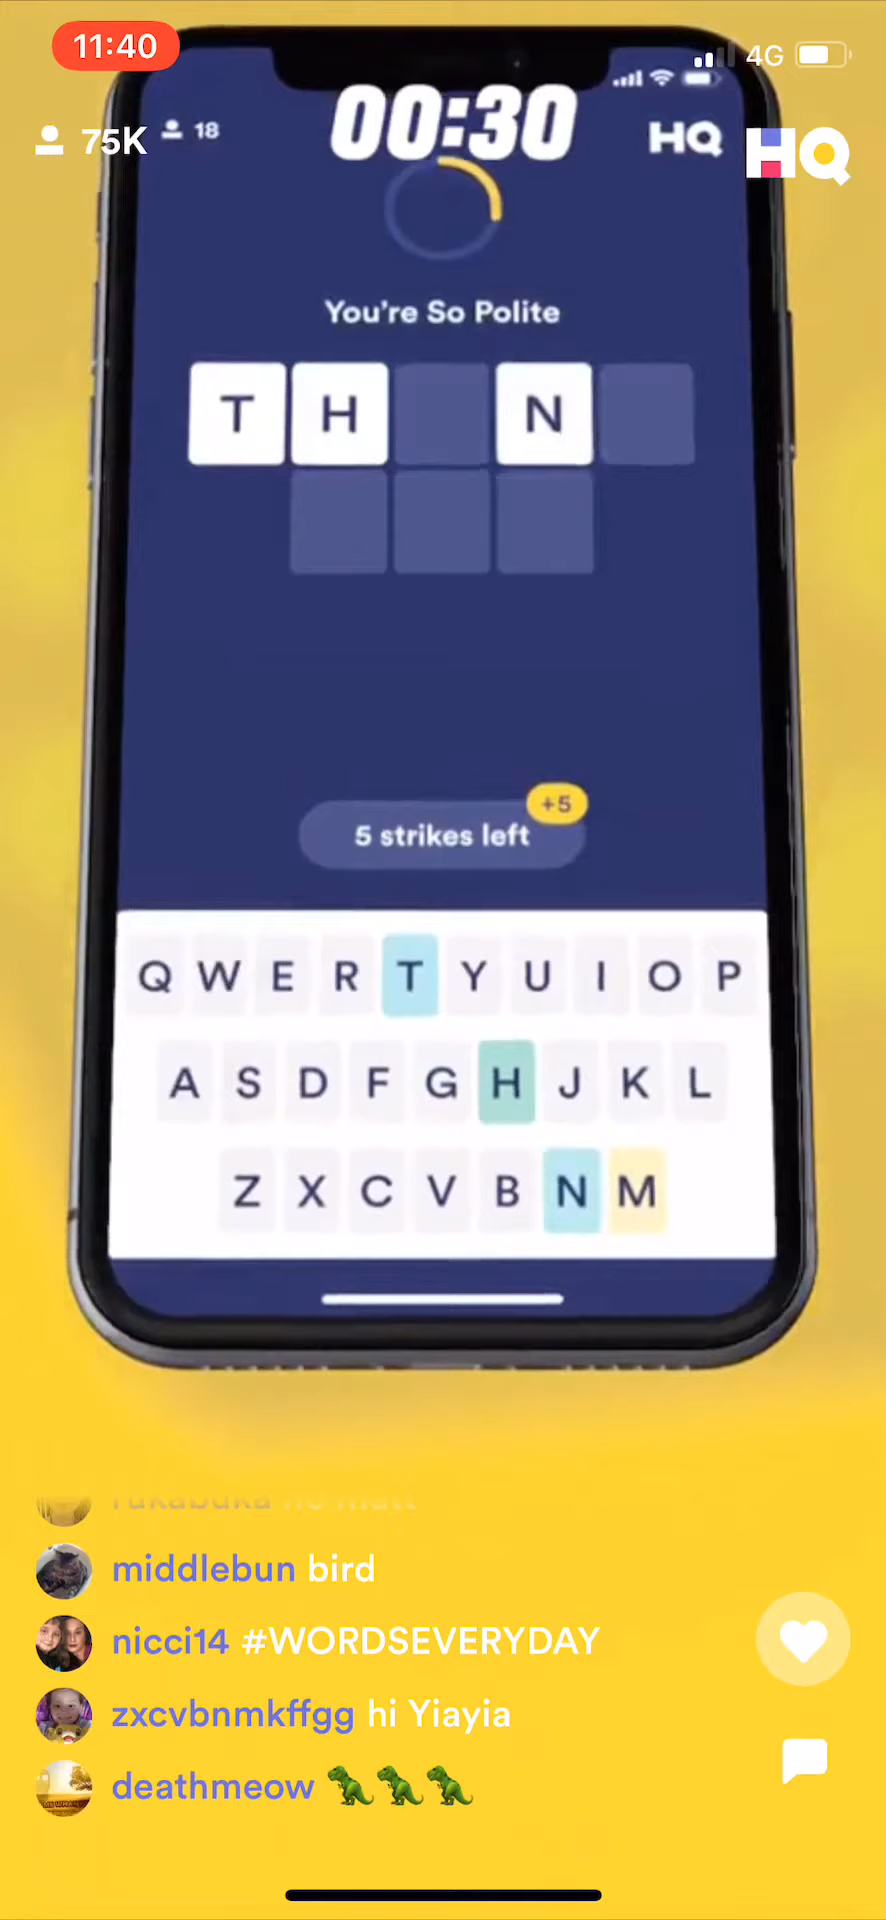 11:40
4G
75K
18
00:30
HQ
HQ
You're So Polite
T H N
+5
5 strikes left
Q W E R T Y U I O P
A S D F G H J K L
Z X C V B N M
middlebun bird
nicci14 #WORDSEVERYDAY
zxcvbnmkffgg hi Yiayia
deathmeow 🦖🦖🦖